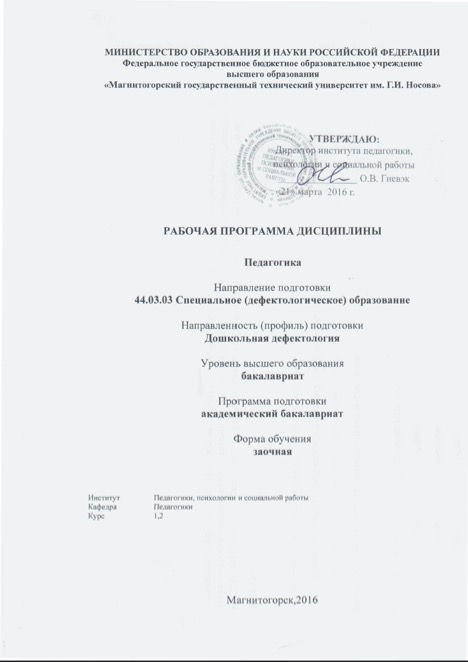 МИНИСТЕРСТВО ОБРАЗОВАНИЯ И НАУКИ РОССИЙСКОЙ ФЕДЕРАЦИИ
Федеральное государственное бюджетное образовательное учреждение
высшего образования
«Магнитогорский государственный технический университет им. Г.И. Носова»
УТВЕРЖДАЮ:
Директор института педагогики,
психологии и социальной работы
О.В. Гневэк
«21» марта 2016 г.
ПЕДАГОГИКИ,
И СОЦИАЛЬНОЙ
РАБОТЫ
РАБОЧАЯ ПРОГРАММА ДИСЦИПЛИНЫ
Педагогика
Направление подготовки
44.03.03 Специальное (дефектологическое) образование
Направленность (профиль) подготовки
Дошкольная дефектология
Уровень высшего образования
бакалавриат
Программа подготовки
академический бакалавриат
Форма обучения
заочная
Институт Педагогики, психологии и социальной работы
Кафедра Педагогики
Курс 1,2
Магнитогорск,2016